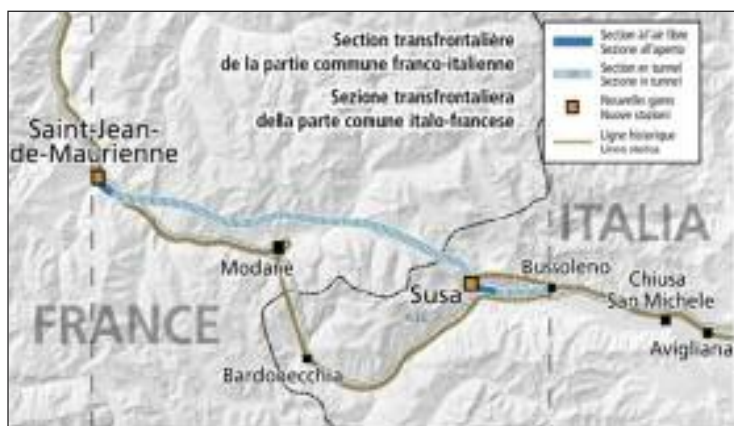 Section transfrontalière
de la partie commune franco-italienne
Sezione transfrontaliera
della parte comune italo-francese
Section à l'air libre
Sezione all'aperto
Section en tunnel
Sezione in tunnel
Nouvelles gares
Nuove stazioni
Ligne historique
Linea storica
Saint-Jean-
de-Maurienne
ITALIA
Modane
Susa
Bussoleno
Chiusa
San Michele
FRANCE
Bardonecchia
Avigliana